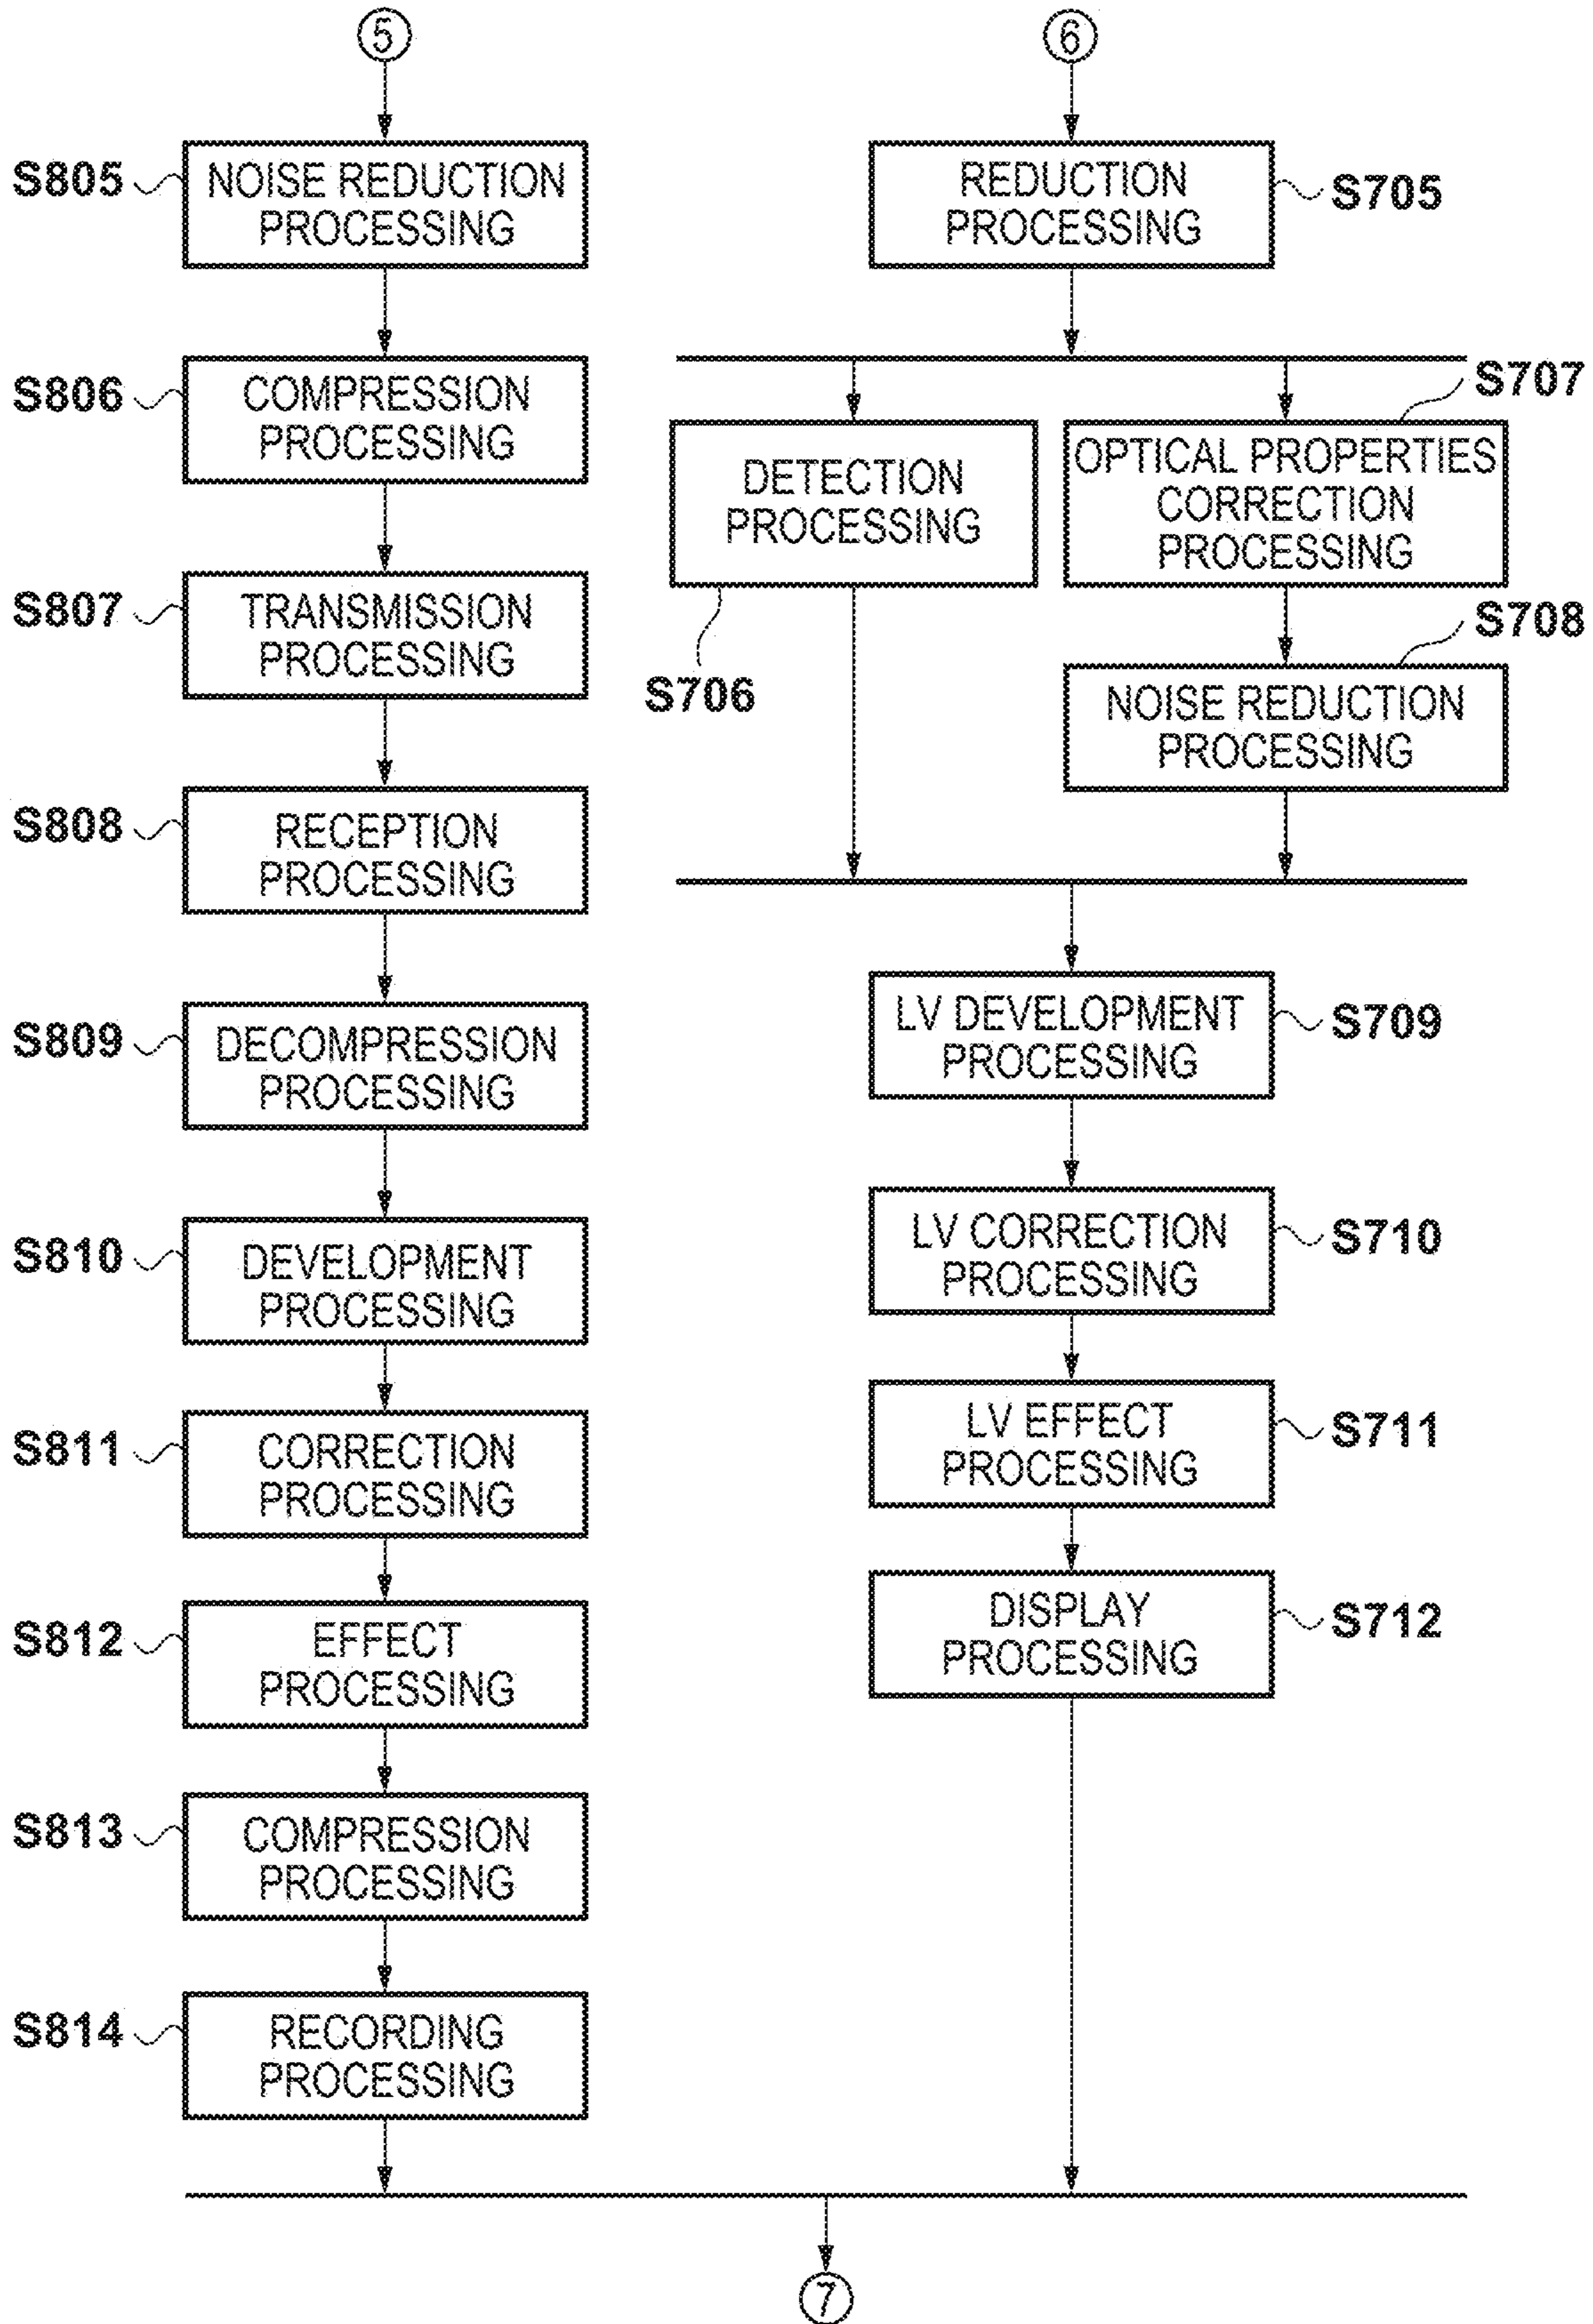 5
S805
NOISE REDUCTION
PROCESSING
S806
COMPRESSION
PROCESSING
S807
TRANSMISSION
PROCESSING
S808
RECEPTION
PROCESSING
S809
DECOMPRESSION
PROCESSING
S810
DEVELOPMENT
PROCESSING
S811
CORRECTION
PROCESSING
S812
EFFECT
PROCESSING
S813
COMPRESSION
PROCESSING
S814
RECORDING
PROCESSING
6
REDUCTION
PROCESSING
S705
DETECTION
PROCESSING
S706
S707
OPTICAL PROPERTIES
CORRECTION
PROCESSING
S708
NOISE REDUCTION
PROCESSING
LV DEVELOPMENT
PROCESSING
S709
LV CORRECTION
PROCESSING
S710
LV EFFECT
PROCESSING
S711
DISPLAY
PROCESSING
S712
7